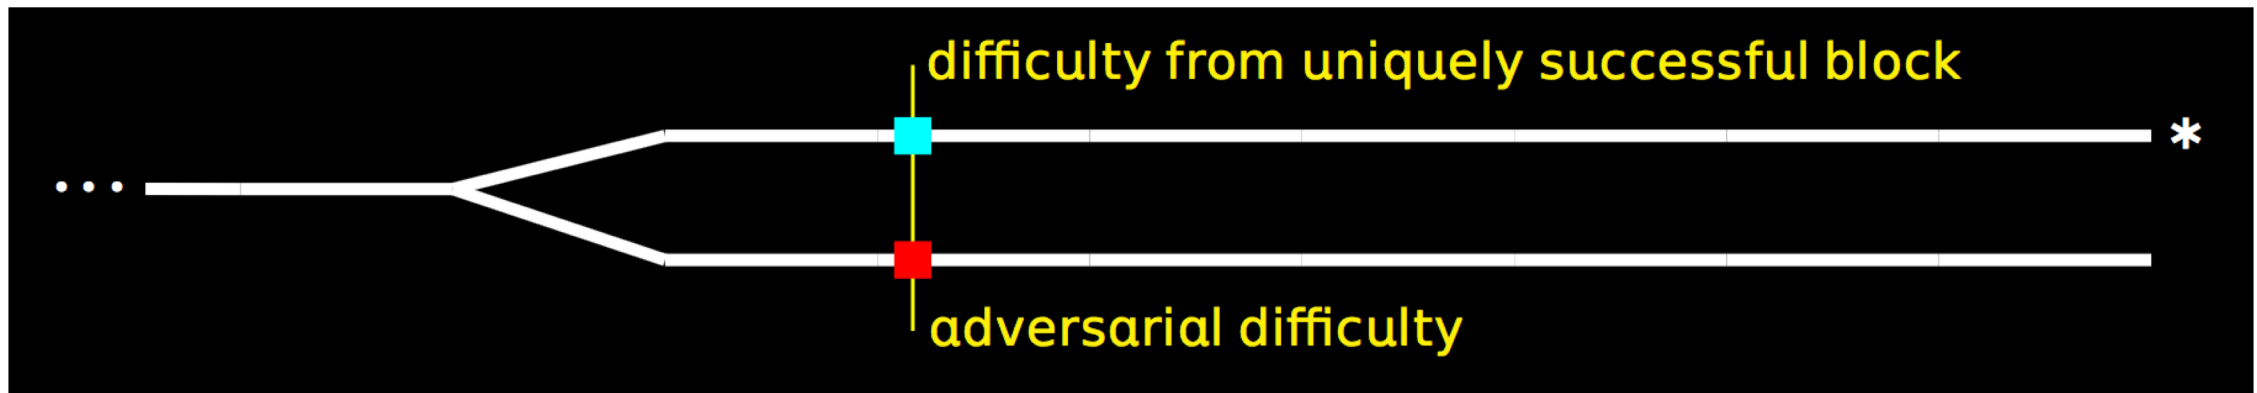 difficulty from uniquely successful block
*
...
adversarial difficulty